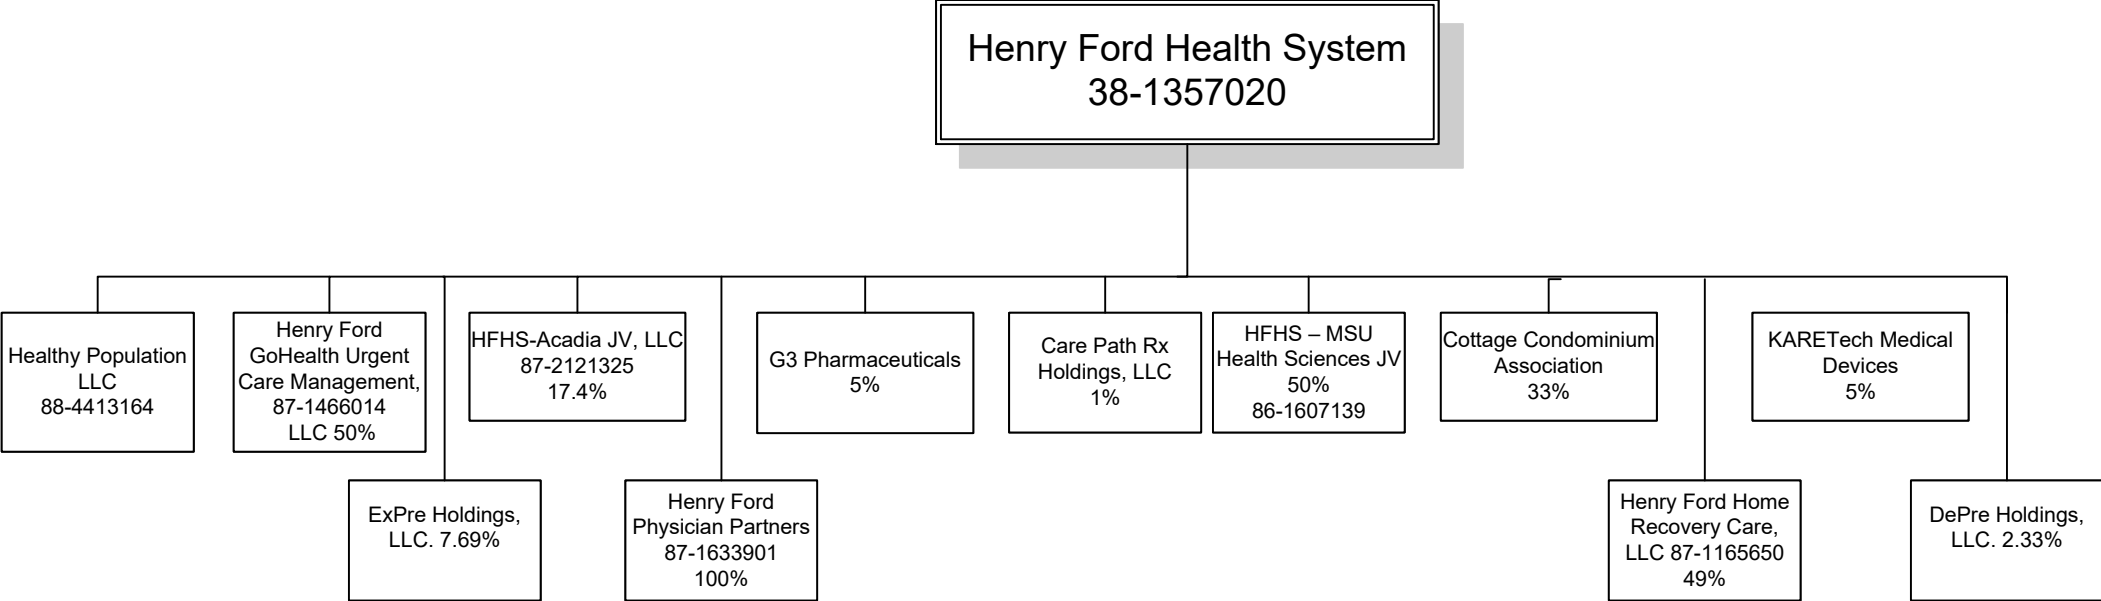 Henry Ford Health System
38-1357020
Healthy Population
LLC
88-4413164
Henry Ford
GoHealth Urgent
Care Management,
87-1466014
LLC 50%
HFHS-Acadia JV, LLC
87-2121325
17.4%
G3 Pharmaceuticals
5%
Care Path Rx
Holdings, LLC
1%
HFHS – MSU
Health Sciences JV
50%
86-1607139
Cottage Condominium
Association
33%
KARETech Medical
Devices
5%
ExPre Holdings,
LLC. 7.69%
Henry Ford
Physician Partners
87-1633901
100%
Henry Ford Home
Recovery Care,
LLC 87-1165650
49%
DePre Holdings,
LLC. 2.33%